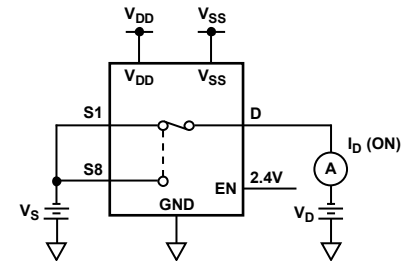 VDD VSS
VDD VSS
S1 D
ID (ON)
A
S8
2.4V
EN
VS GND VD